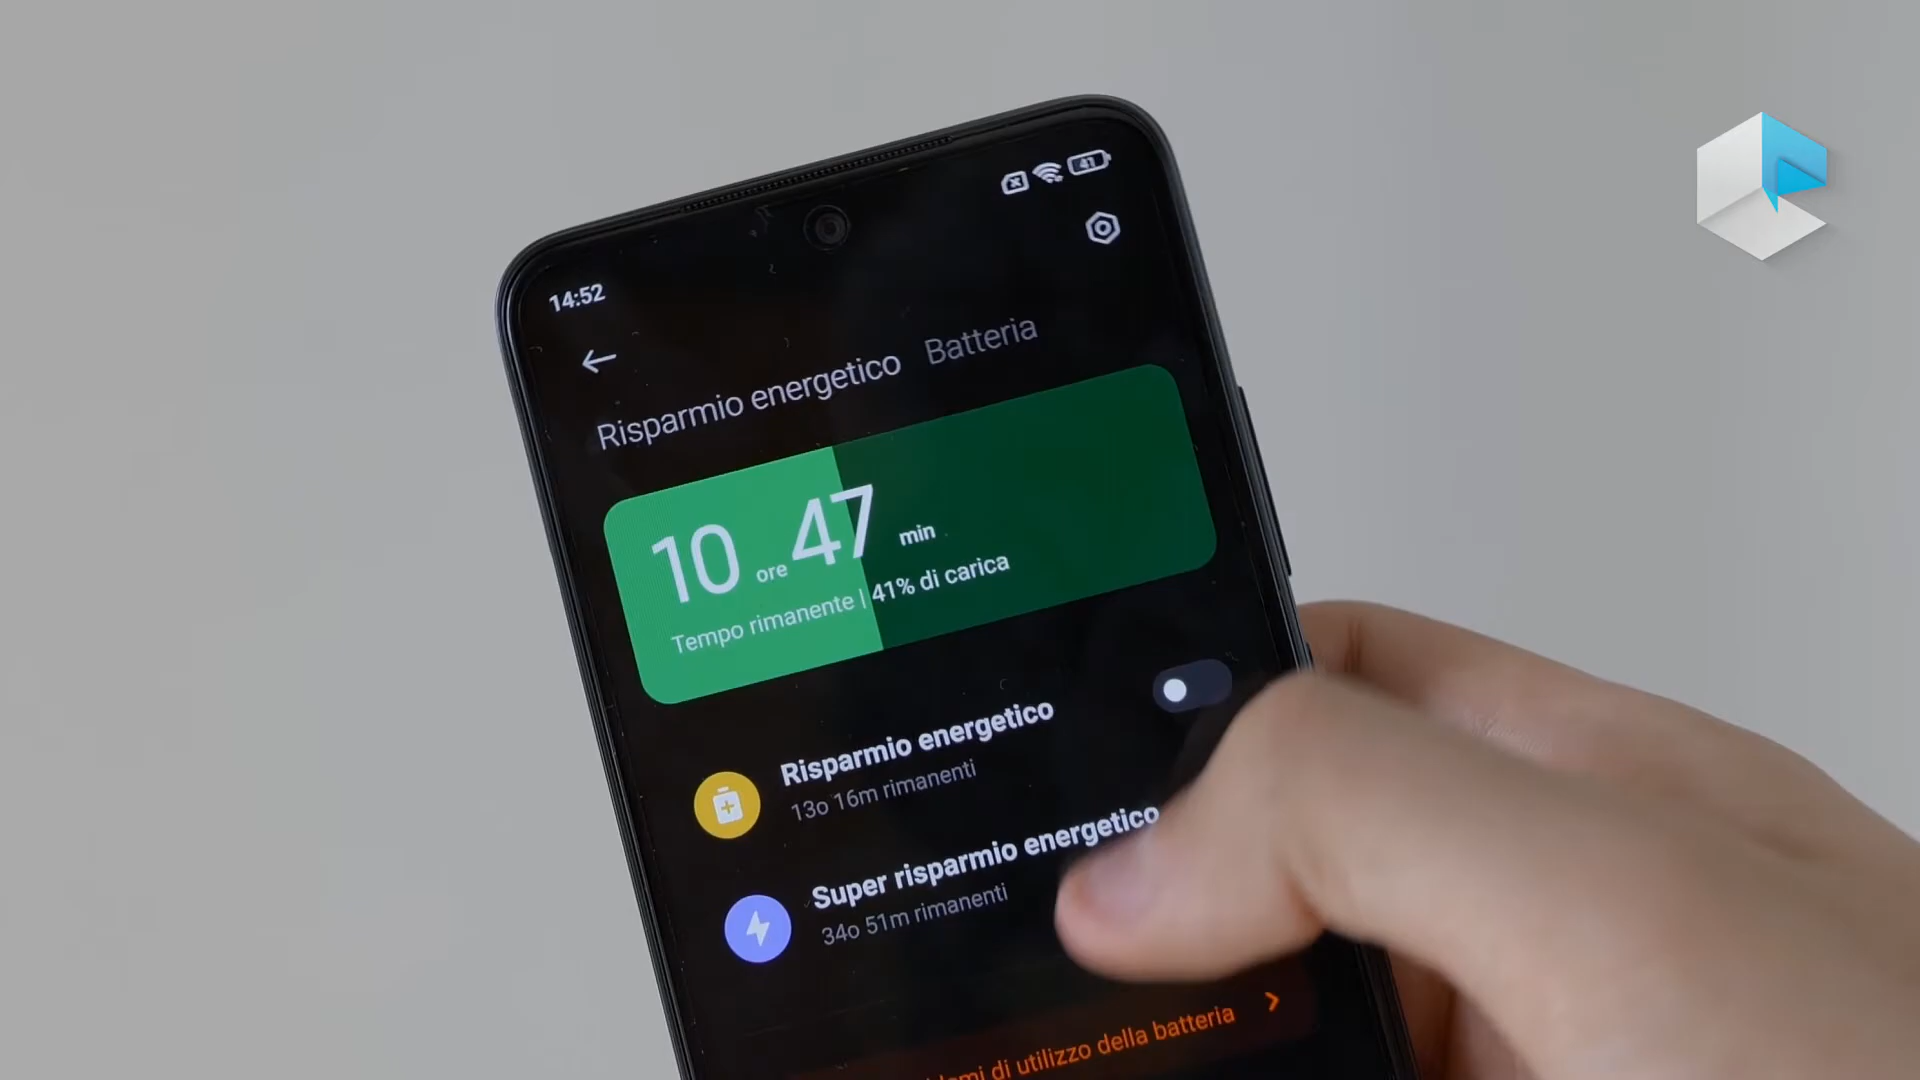 41
14:52
Risparmio energetico Batteria
10 ore 47 min
Tempo rimanente | 41% di carica
Risparmio energetico
13o 16m rimanenti
Super risparmio energetico
34o 51m rimanenti
di utilizzo della batteria